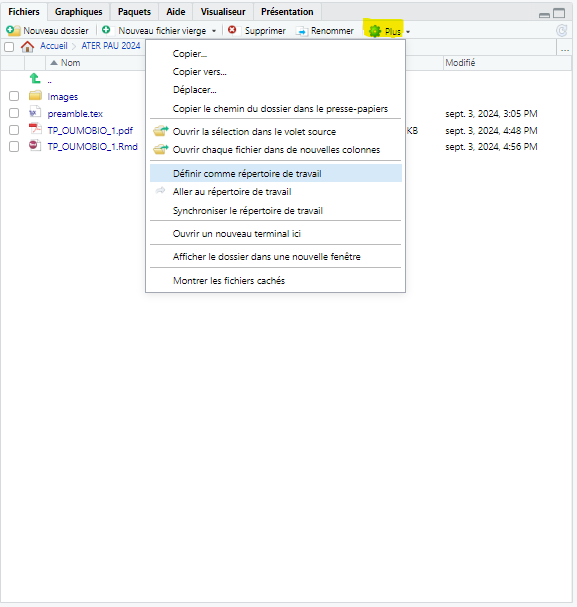 Fichiers Graphiques Paquets Aide Visualiseur Présentation
Nouveau dossier Nouveau fichier vierge Supprimer Renommer Plus
Accueil ATER PAU 2024 ...
Nom Modifié
..
Images
preamble.tex sept. 3, 2024, 3:05 PM
TP_OUMOBIO_1.pdf KB sept. 3, 2024, 4:48 PM
TP_OUMOBIO_1.Rmd sept. 3, 2024, 4:56 PM
Copier...
Copier vers...
Déplacer...
Copier le chemin du dossier dans le presse-papiers
Ouvrir la sélection dans le volet source
Ouvrir chaque fichier dans de nouvelles colonnes
Définir comme répertoire de travail
Aller au répertoire de travail
Synchroniser le répertoire de travail
Ouvrir un nouveau terminal ici
Afficher le dossier dans une nouvelle fenêtre
Montrer les fichiers cachés